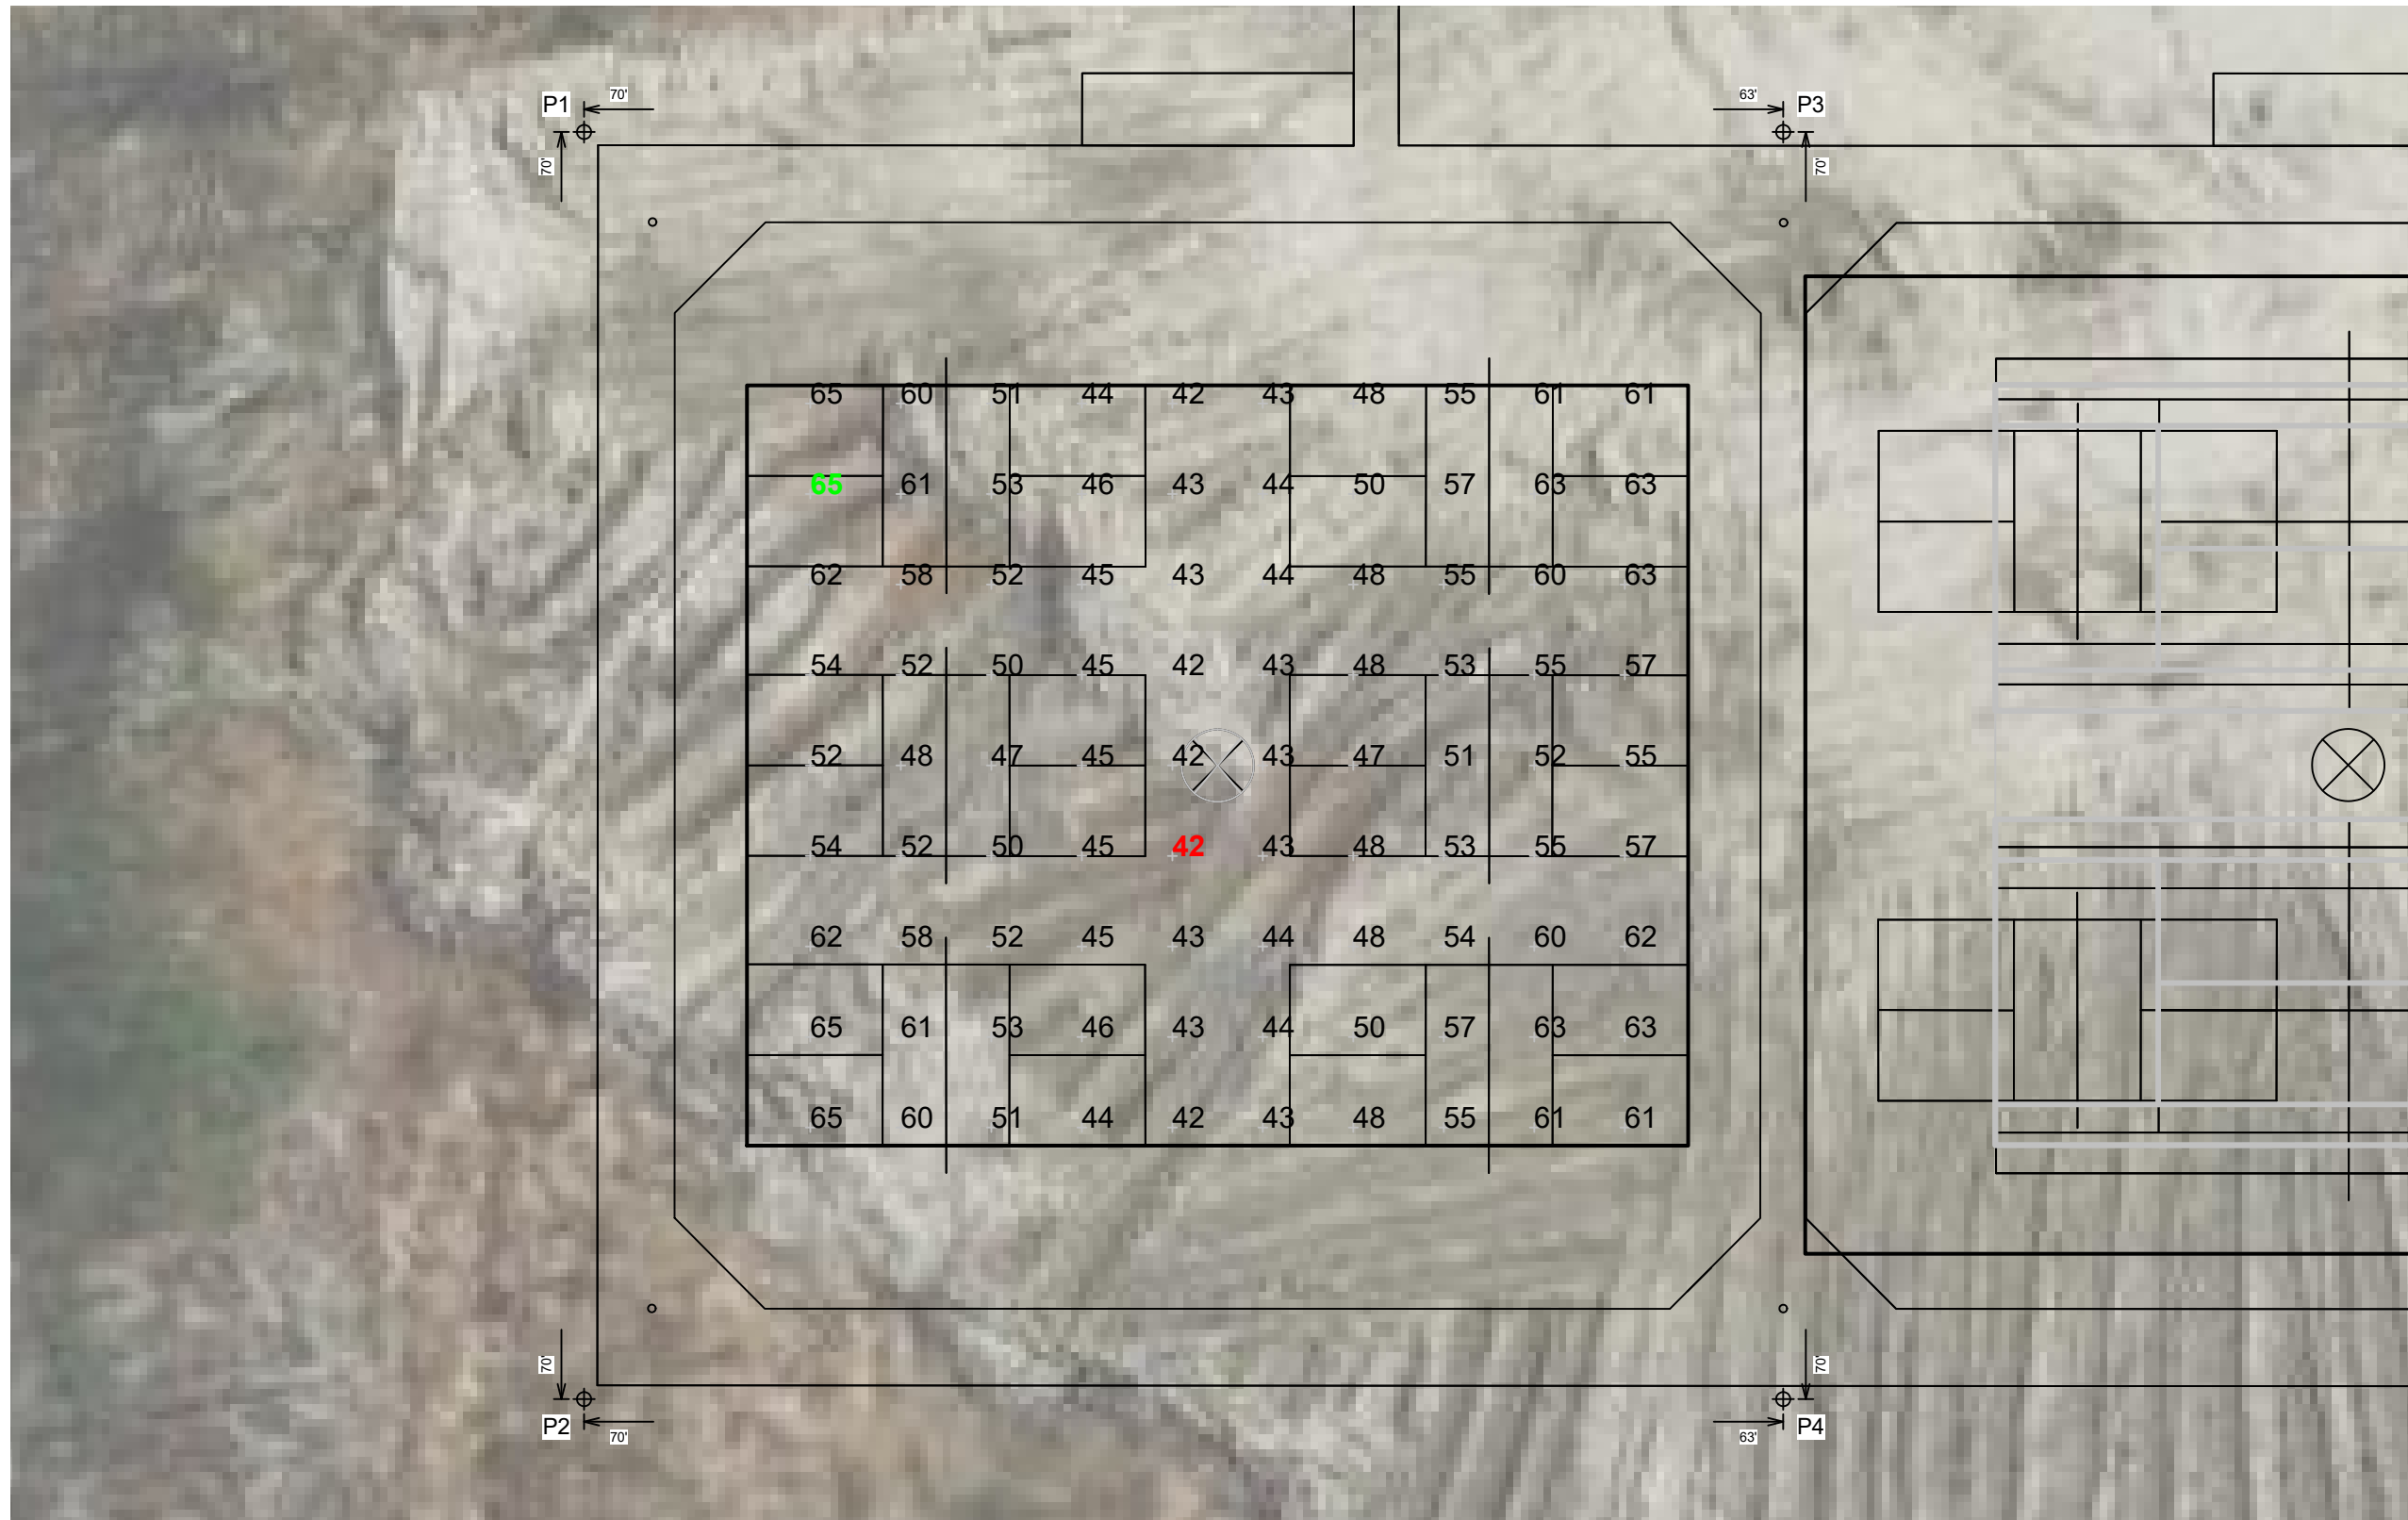 P1 70' 63' P3
70' 70'
65 60 51 44 42 43 48 55 61 61
65 61 53 46 43 44 50 57 63 63
62 58 52 45 43 44 48 55 60 63
54 52 50 45 42 43 48 53 55 57
52 48 47 45 42 43 47 51 52 55
54 52 50 45 42 43 48 53 55 57
62 58 52 45 43 44 48 54 60 62
65 61 53 46 43 44 50 57 63 63
65 60 51 44 42 43 48 55 61 61
70' 70'
P2 70' 63' P4